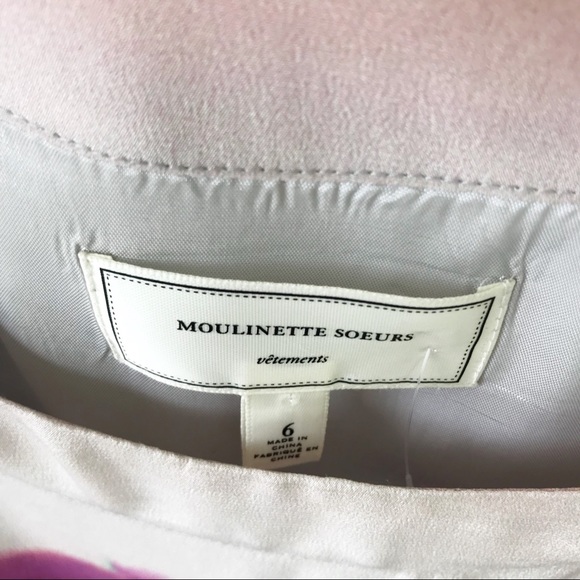 MOULINETTE SOEURS
vêtements
6
MADE IN
CHINA
FABRIQUÉ EN
CHINE